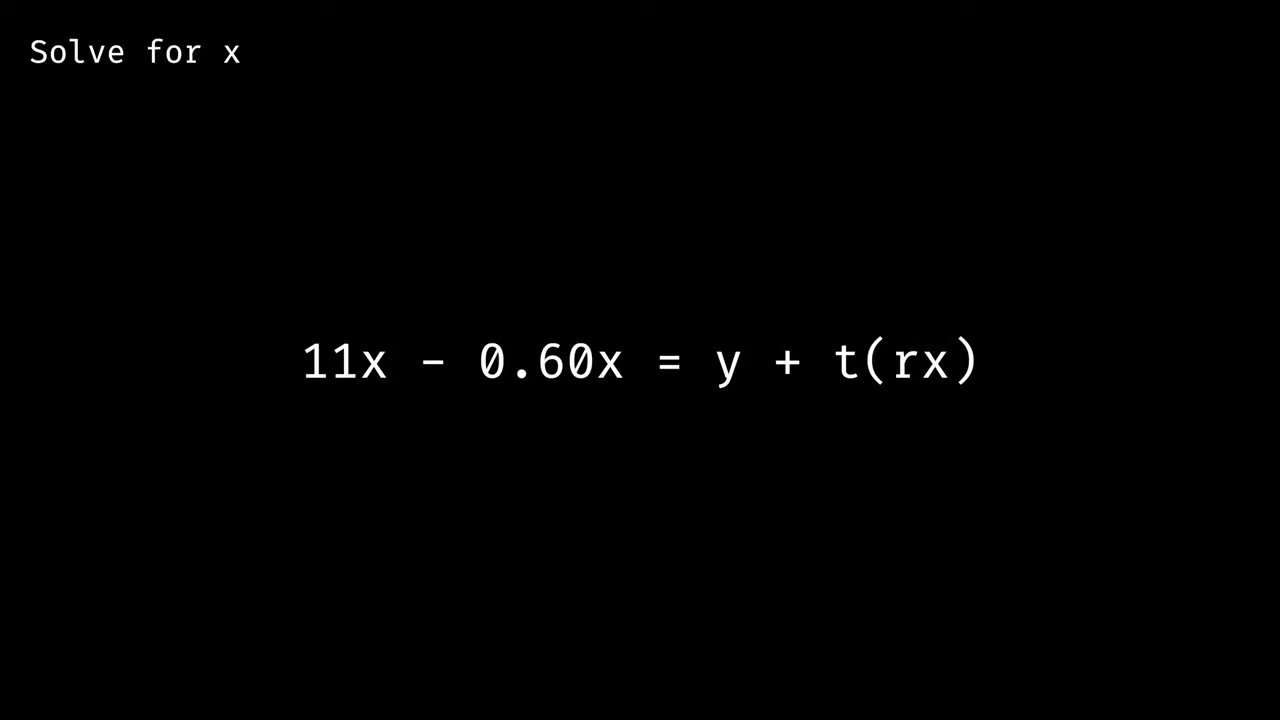 Solve for x
11x - 0.60x = y + t(rx)